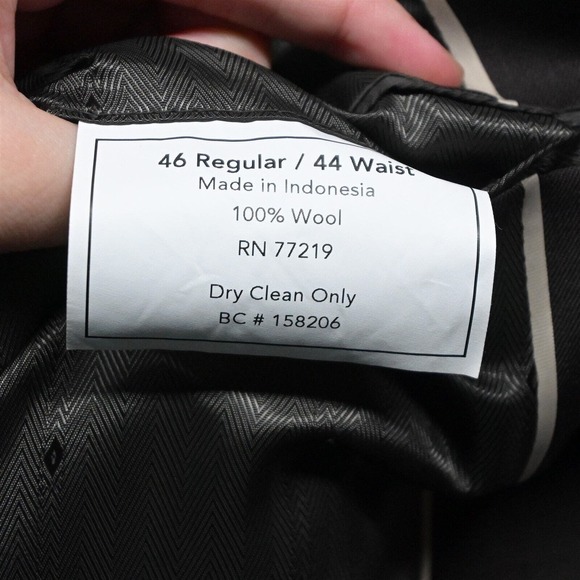 46 Regular / 44 Waist
Made in Indonesia
100% Wool
RN 77219
Dry Clean Only
BC # 158206